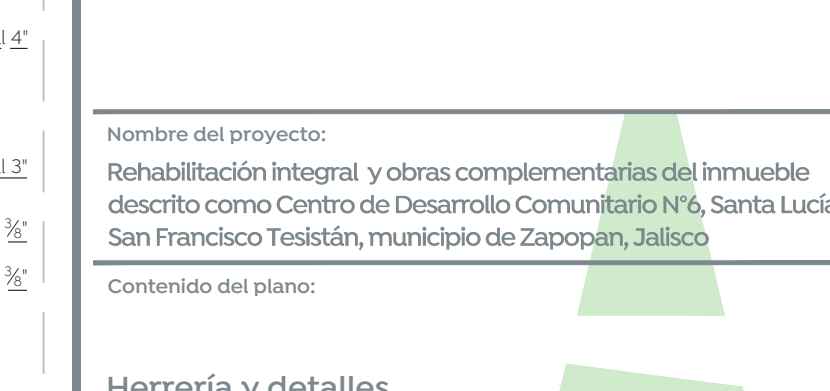 4"
3"
3/8"
3/8"
Nombre del proyecto:
Rehabilitación integral y obras complementarias del inmueble
descrito como Centro de Desarrollo Comunitario N°6, Santa Lucía
San Francisco Tesistán, municipio de Zapopan, Jalisco
Contenido del plano:
Herrería y detalles